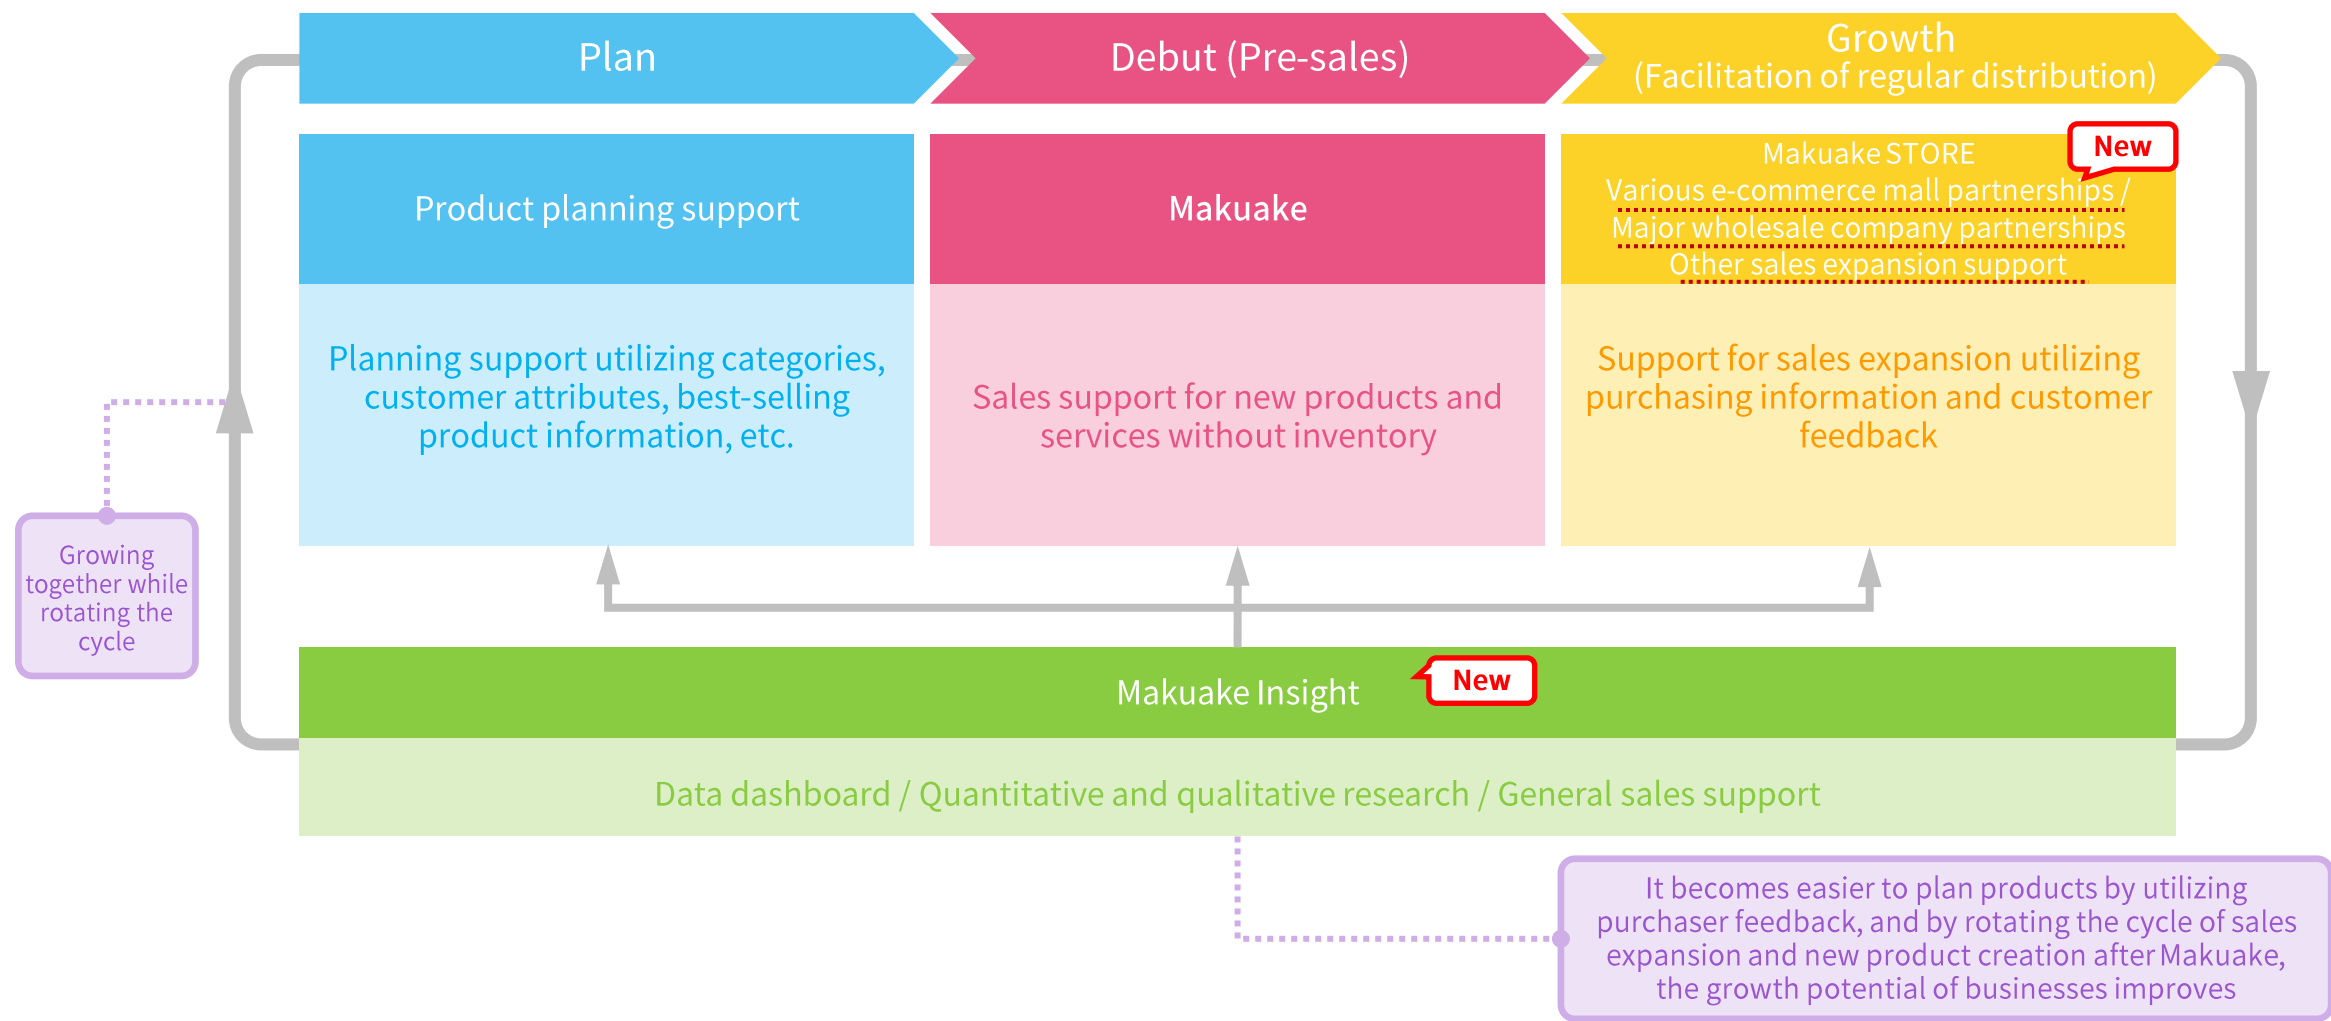 Plan
Debut (Pre-sales)
Growth
(Facilitation of regular distribution)
Product planning support
Makuake
New
Makuake STORE
Various e-commerce mall partnerships /
Major wholesale company partnerships
Other sales expansion support
Planning support utilizing categories,
customer attributes, best-selling
product information, etc.
Sales support for new products and
services without inventory
Support for sales expansion utilizing
purchasing information and customer
feedback
Growing
together while
rotating the
cycle
Makuake Insight
New
Data dashboard / Quantitative and qualitative research / General sales support
It becomes easier to plan products by utilizing
purchaser feedback, and by rotating the cycle of sales
expansion and new product creation after Makuake,
the growth potential of businesses improves